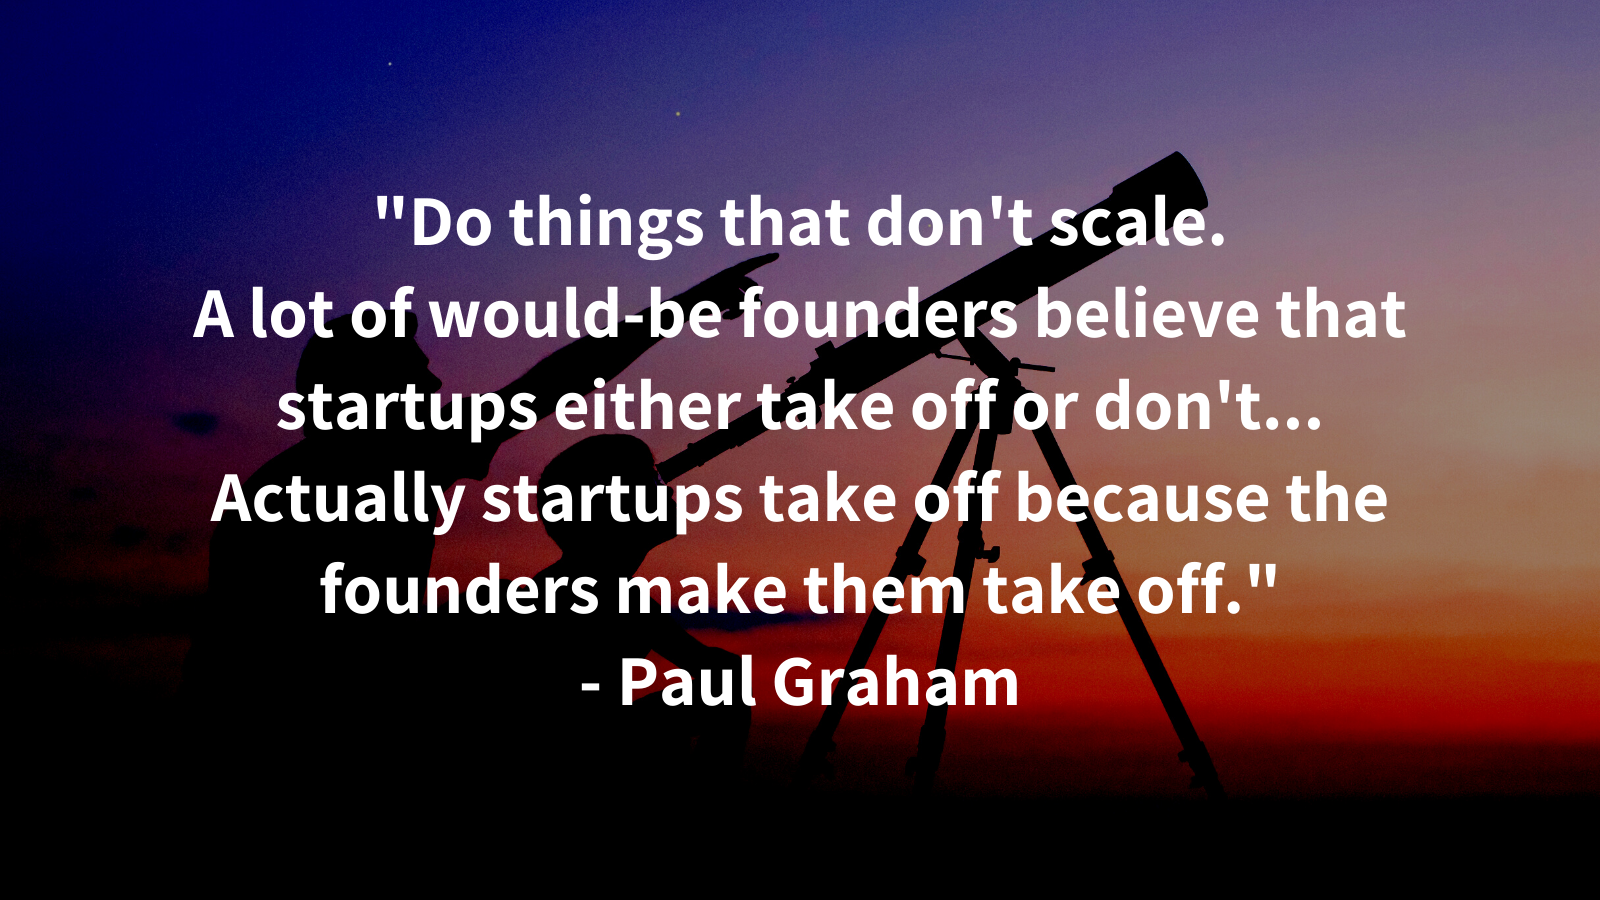 "Do things that don't scale.
A lot of would-be founders believe that
startups either take off or don't...
Actually startups take off because the
founders make them take off."
- Paul Graham